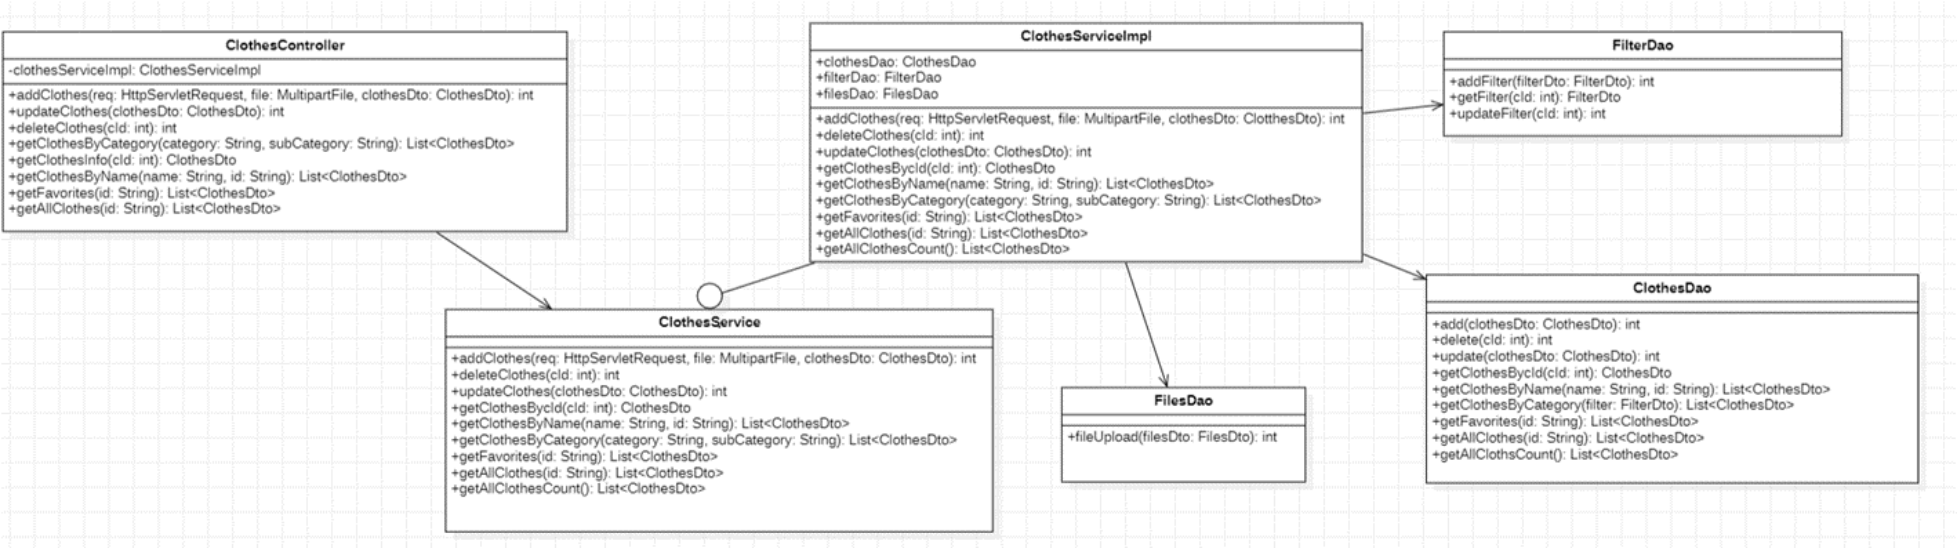 ClothesController
-clothesServiceImpl: ClothesServiceImpl
+addClothes(req: HttpServletRequest, file: MultipartFile, clothesDto: ClothesDto): int
+updateClothes(clothesDto: ClothesDto): int
+deleteClothes(cId: int): int
+getClothesByCategory(category: String, subCategory: String): List<ClothesDto>
+getClothesInfo(cId: int): ClothesDto
+getClothesByName(name: String, id: String): List<ClothesDto>
+getFavorites(id: String): List<ClothesDto>
+getAllClothes(id: String): List<ClothesDto>
ClothesServiceImpl
+clothesDao: ClothesDao
+filterDao: FilterDao
+filesDao: FilesDao
+addClothes(req: HttpServletRequest, file: MultipartFile, clothesDto: ClotthesDto): int
+deleteClothes(cId: int): int
+updateClothes(clothesDto: ClothesDto): int
+getClothesBycId(cId: int): ClothesDto
+getClothesByName(name: String, id: String): List<ClothesDto>
+getClothesByCategory(category: String, subCategory: String): List<ClothesDto>
+getFavorites(id: String): List<ClothesDto>
+getAllClothes(id: String): List<ClothesDto>
+getAllClothesCount(): List<ClothesDto>
FilterDao
+addFilter(filterDto: FilterDto): int
+getFilter(cId: int): FilterDto
+updateFilter(cId: int): int
ClothesService
+addClothes(req: HttpServletRequest, file: MultipartFile, clothesDto: ClothesDto): int
+deleteClothes(cId: int): int
+updateClothes(clothesDto: ClothesDto): int
+getClothesBycId(cId: int): ClothesDto
+getClothesByName(name: String, id: String): List<ClothesDto>
+getClothesByCategory(category: String, subCategory: String): List<ClothesDto>
+getFavorites(id: String): List<ClothesDto>
+getAllClothes(id: String): List<ClothesDto>
+getAllClothesCount(): List<ClothesDto>
FilesDao
+fileUpload(filesDto: FilesDto): int
ClothesDao
+add(clothesDto: ClothesDto): int
+delete(cId: int): int
+update(clothesDto: ClothesDto): int
+getClothesBycId(cId: int): ClothesDto
+getClothesByName(name: String, id: String): List<ClothesDto>
+getClothesByCategory(filter: FilterDto): List<ClothesDto>
+getFavorites(id: String): List<ClothesDto>
+getAllClothes(id: String): List<ClothesDto>
+getAllClothsCount(): List<ClothesDto>